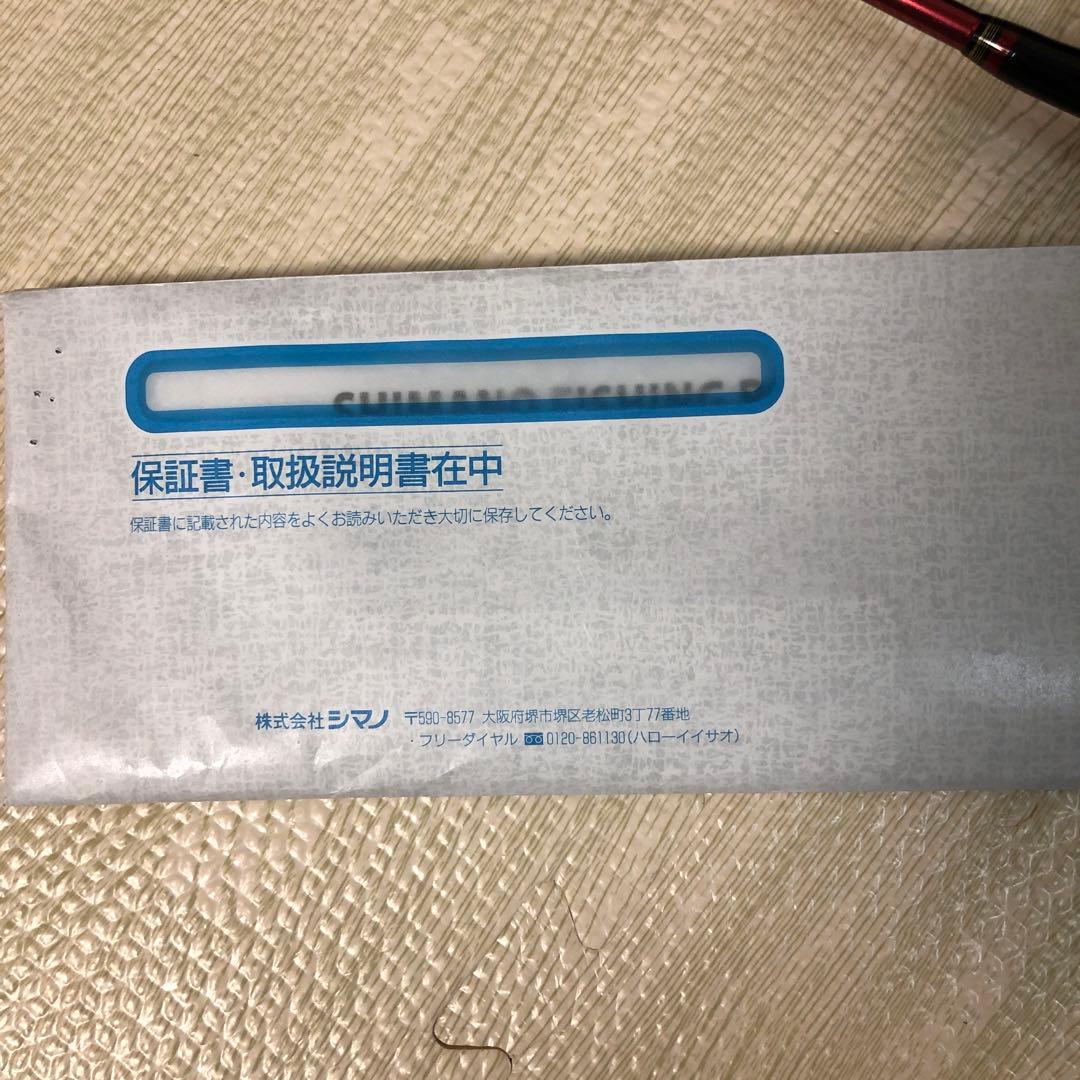 SHIMANO FISHING
保証書・取扱説明書在中
保証書に記載された内容をよくお読みいただき大切に保存してください。
株式会社シマノ 〒590-8577 大阪府堺市堺区老松町3丁77番地
・フリーダイヤル 0120-861130(ハローイイサオ)